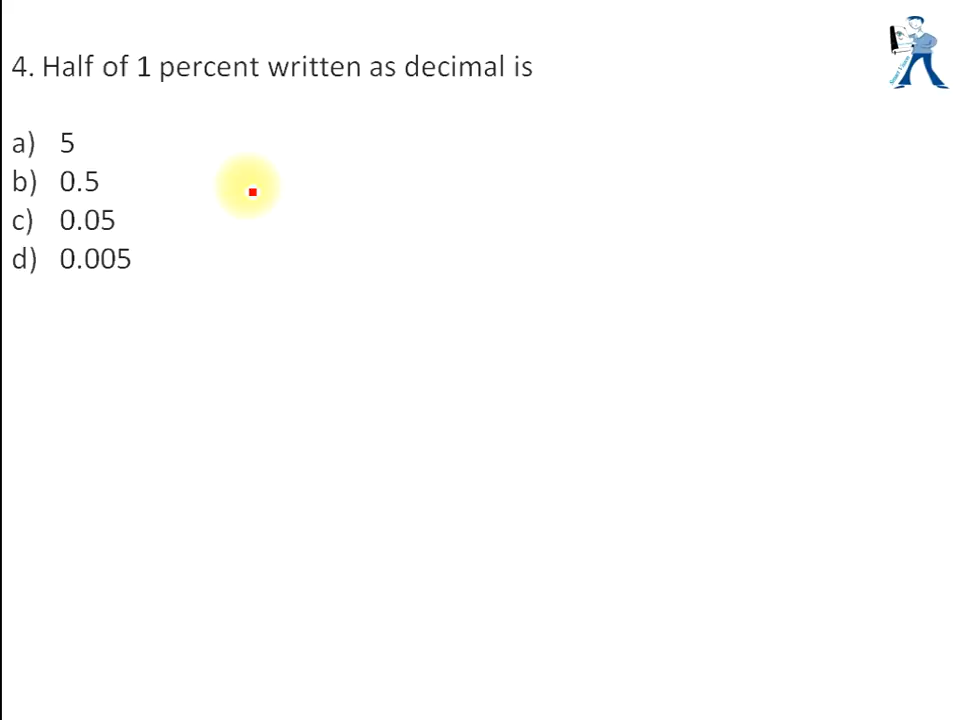 4. Half of 1 percent written as decimal is
a) 5
b) 0.5
c) 0.05
d) 0.005